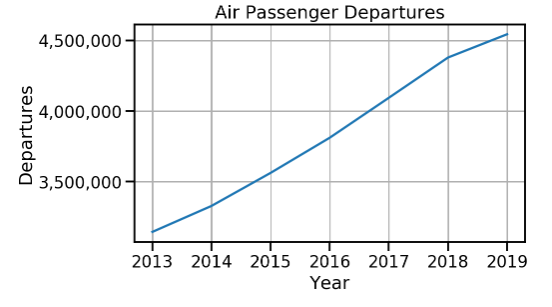 Air Passenger Departures
4,500,000
4,000,000
3,500,000
Departures
2013 2014 2015 2016 2017 2018 2019
Year